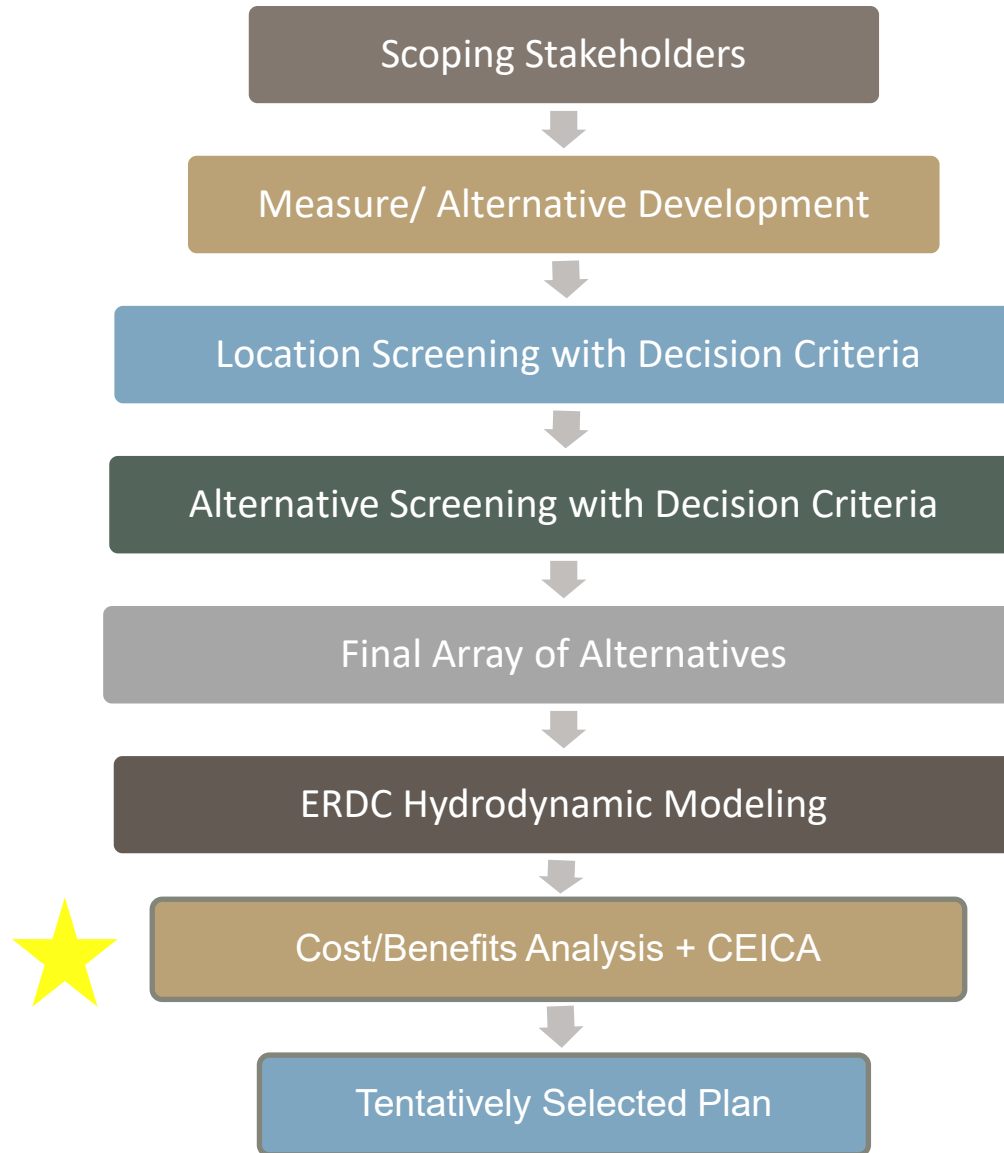 Scoping Stakeholders
Measure/ Alternative Development
Location Screening with Decision Criteria
Alternative Screening with Decision Criteria
Final Array of Alternatives
ERDC Hydrodynamic Modeling
Cost/Benefits Analysis + CEICA
Tentatively Selected Plan